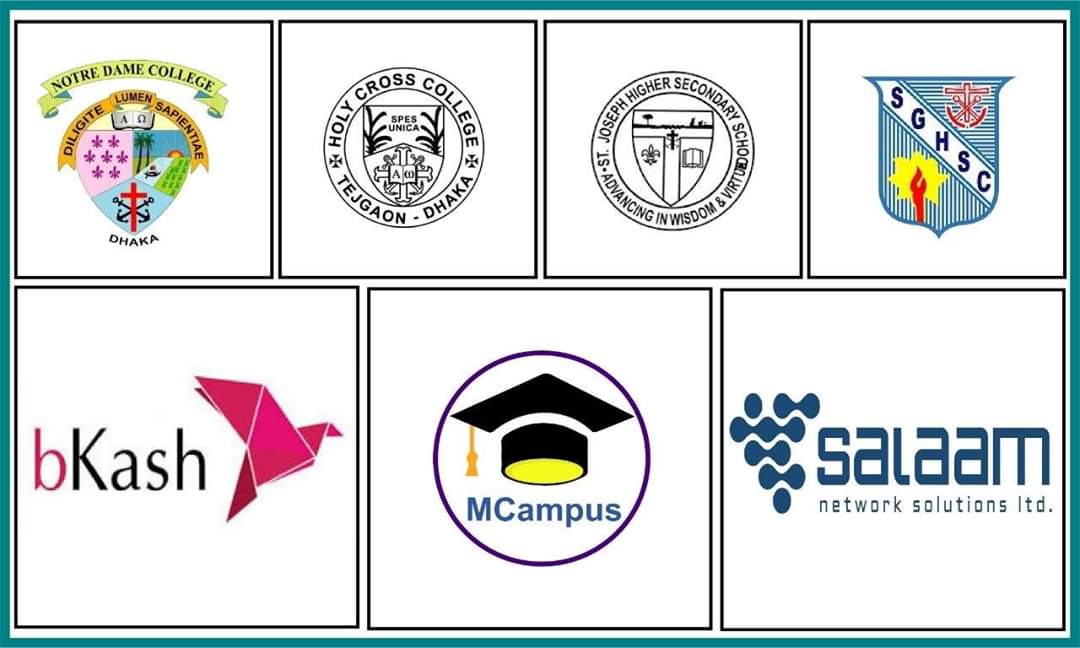 NOTRE DAME COLLEGE
DILIGITE LUMEN SAPIENTIAE
Α Ω
DHAKA
HOLY CROSS COLLEGE
SPES
UNICA
Α ω
TEJGAON - DHAKA
ST. JOSEPH HIGHER SECONDARY SCHOOL
ADVANCING IN WISDOM & VIRTUE
SGHSC
bKash
MCampus
salaam
network solutions ltd.